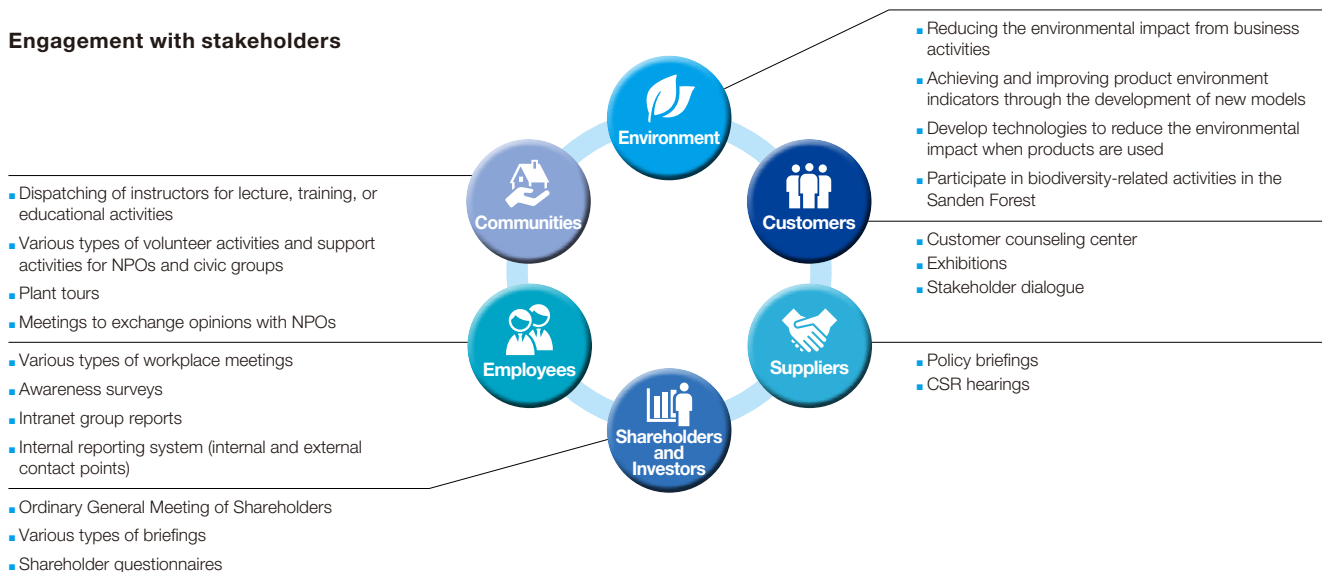 Engagement with stakeholders
Environment
Customers
Suppliers
Shareholders
and
Investors
Employees
Communities
■ Reducing the environmental impact from business
activities
■ Achieving and improving product environment
indicators through the development of new models
■ Develop technologies to reduce the environmental
impact when products are used
■ Participate in biodiversity-related activities in the
Sanden Forest
■ Customer counseling center
■ Exhibitions
■ Stakeholder dialogue
■ Policy briefings
■ CSR hearings
■ Dispatching of instructors for lecture, training, or
educational activities
■ Various types of volunteer activities and support
activities for NPOs and civic groups
■ Plant tours
■ Meetings to exchange opinions with NPOs
■ Various types of workplace meetings
■ Awareness surveys
■ Intranet group reports
■ Internal reporting system (internal and external
contact points)
■ Ordinary General Meeting of Shareholders
■ Various types of briefings
■ Shareholder questionnaires